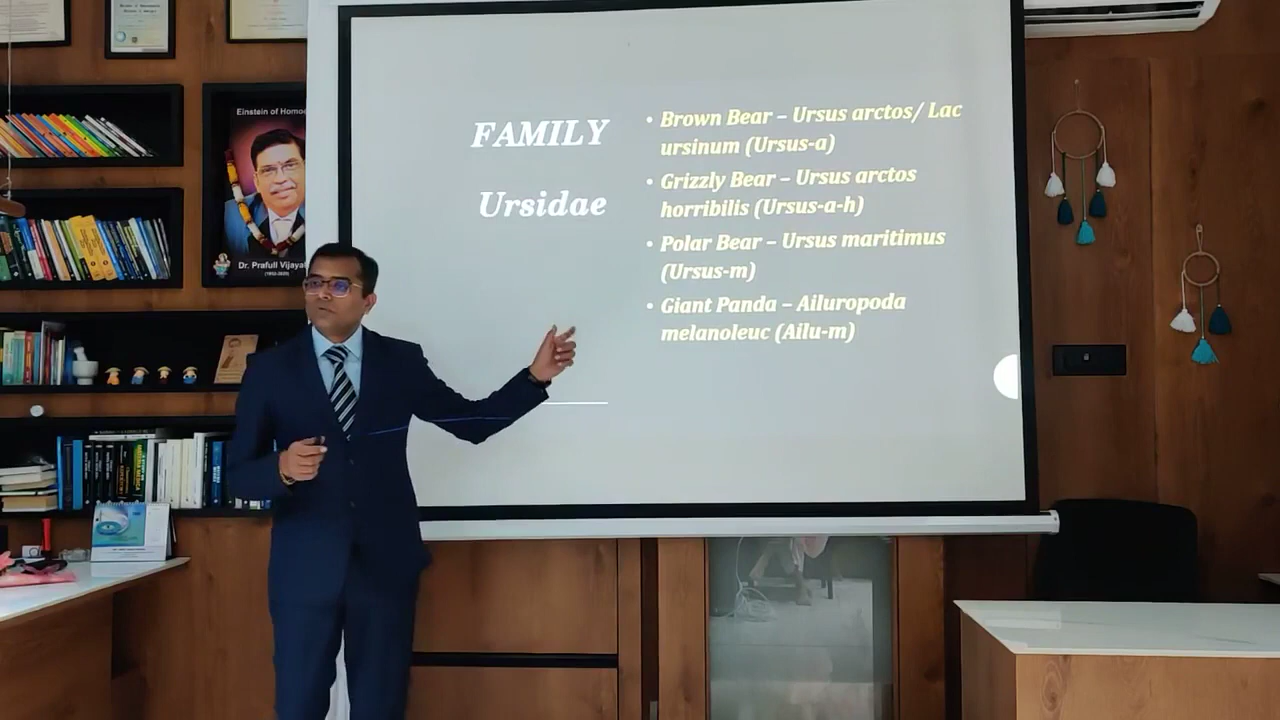 Einstein of Homoe
Dr. Prafull Vijayal
FAMILY
Ursidae
• Brown Bear – Ursus arctos/ Lac
ursinum (Ursus-a)
• Grizzly Bear – Ursus arctos
horribilis (Ursus-a-h)
• Polar Bear – Ursus maritimus
(Ursus-m)
• Giant Panda – Ailuropoda
melanoleuc (Ailu-m)